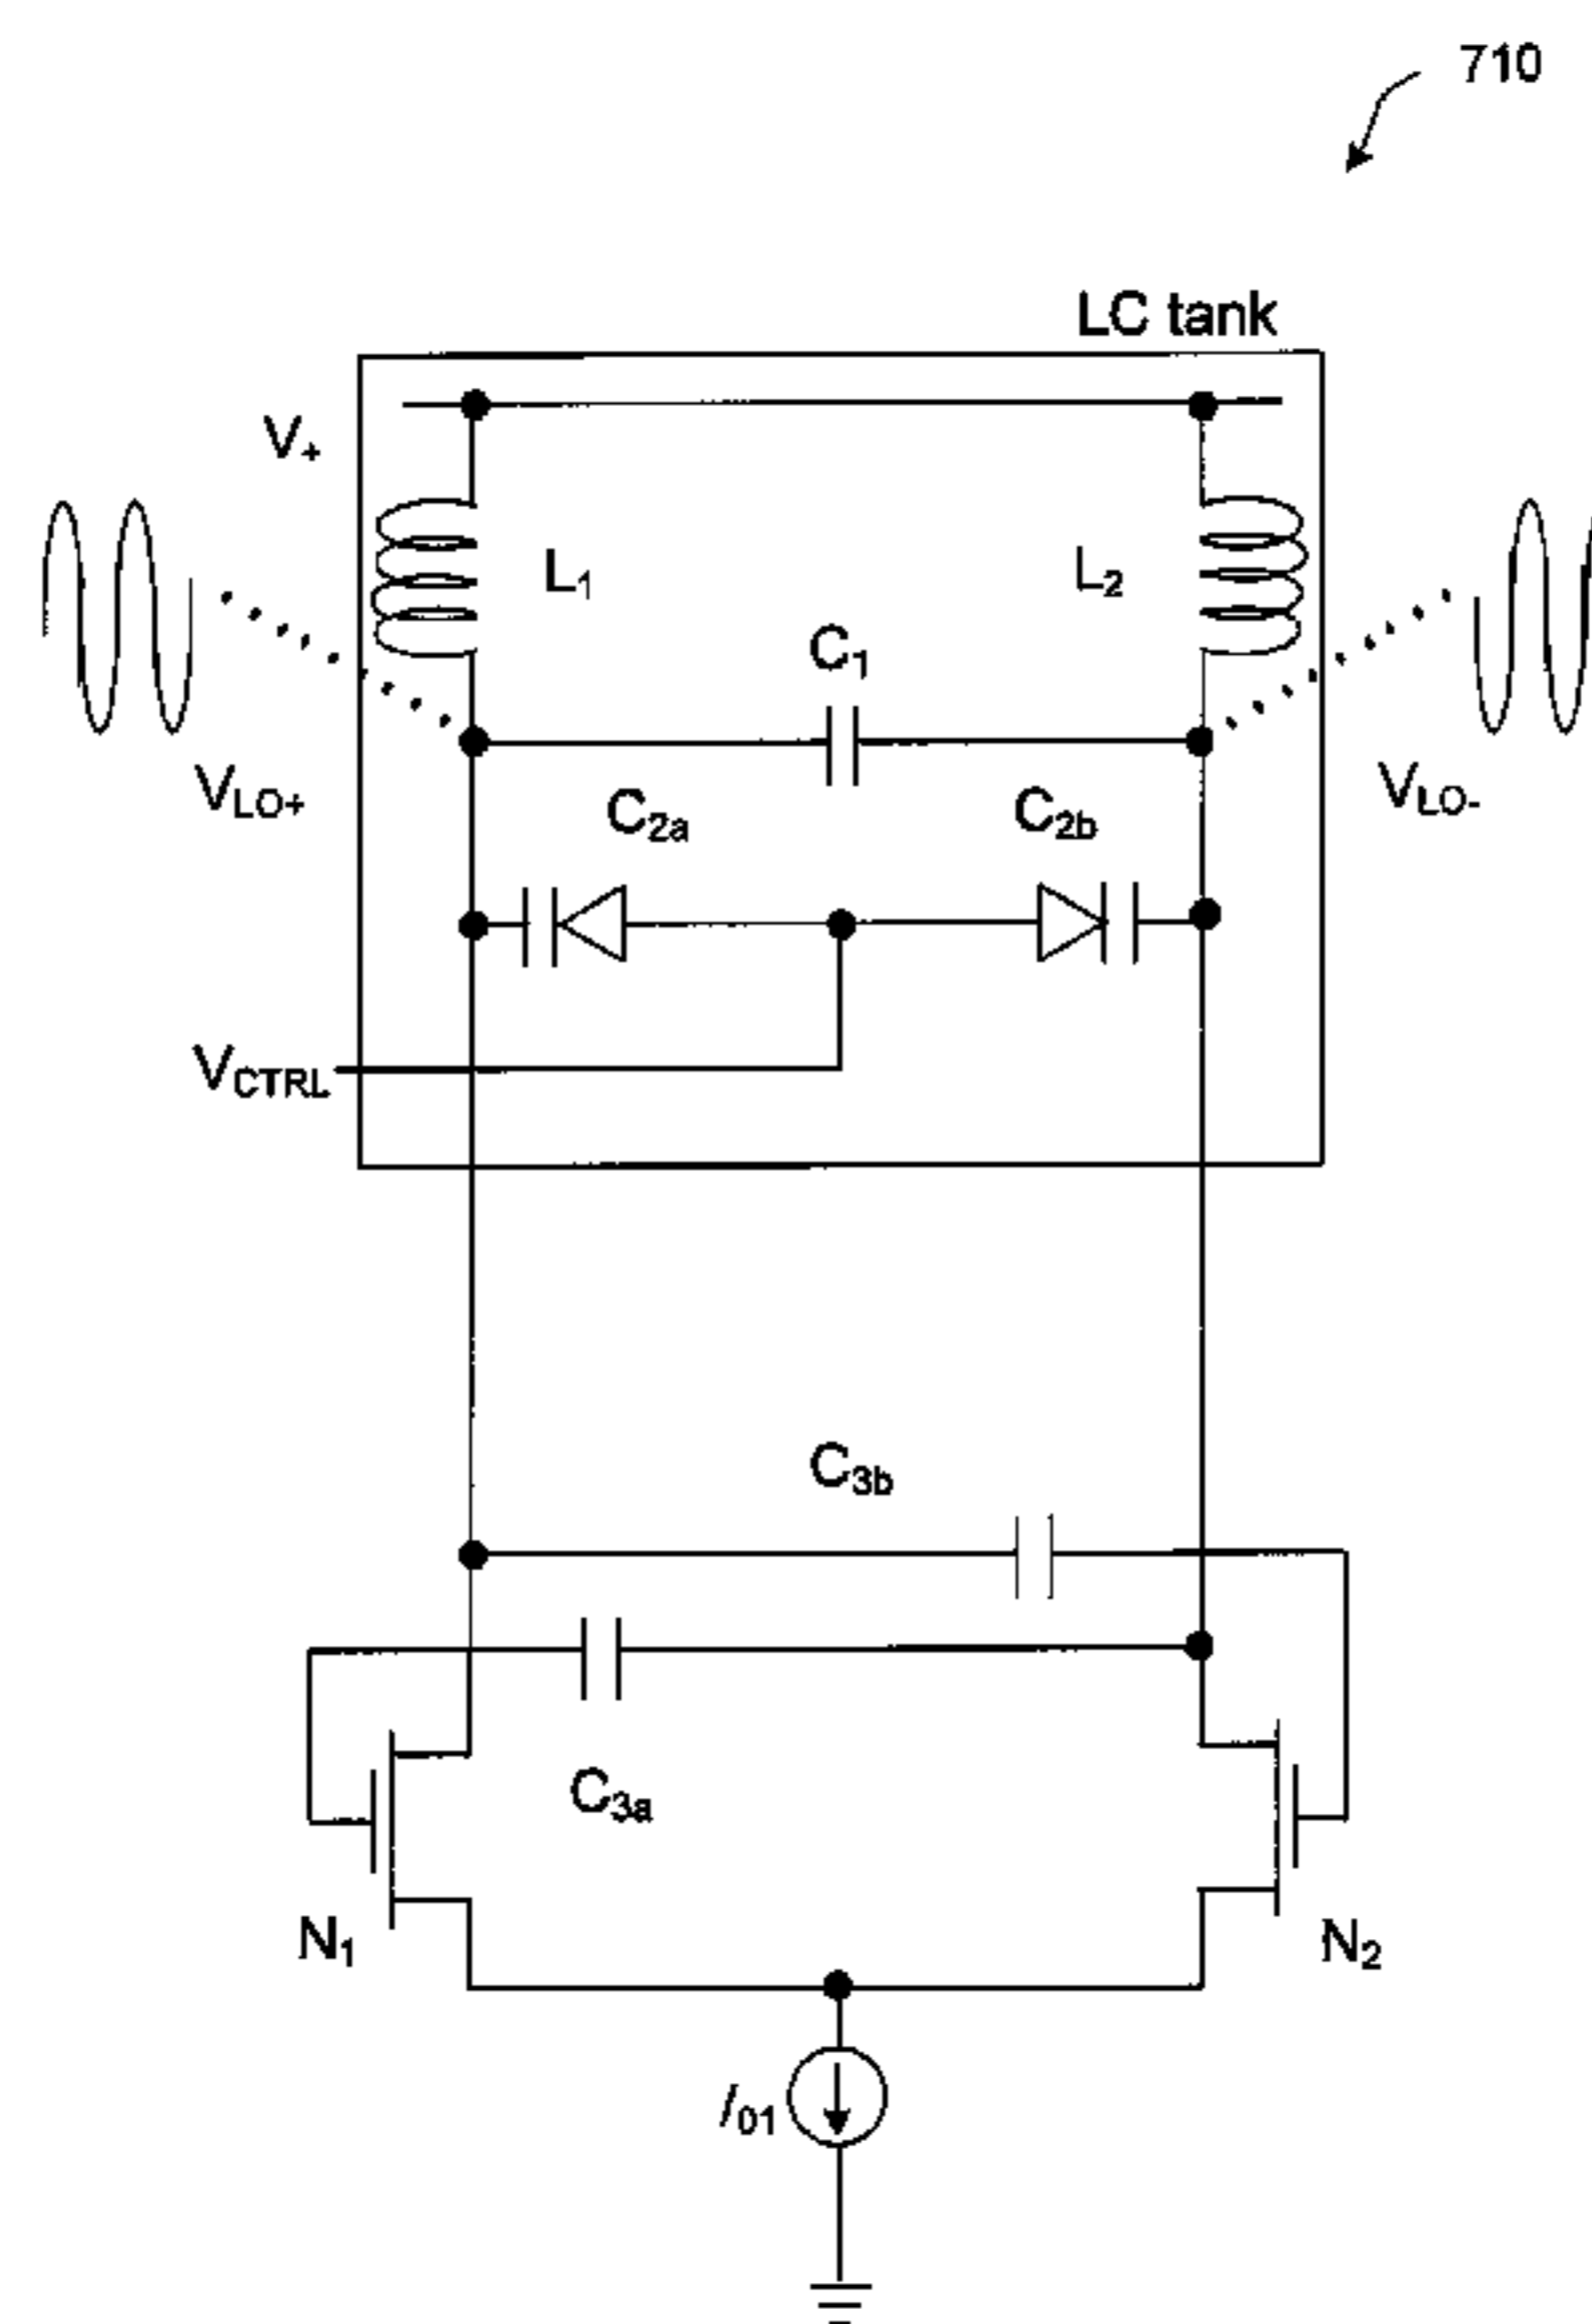 710
LC tank
V+
L1
L2
C1
VLO+
VLO-
C2a
C2b
VCTRL
C3b
C3a
N1
N2
I01